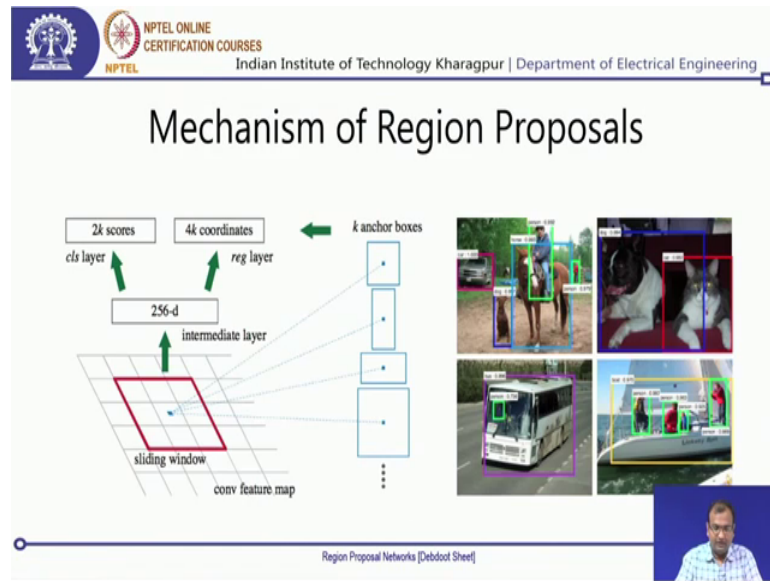 NPTEL ONLINE
CERTIFICATION COURSES
NPTEL
Indian Institute of Technology Kharagpur | Department of Electrical Engineering
Mechanism of Region Proposals
2k scores
4k coordinates
k anchor boxes
cls layer
reg layer
256-d
intermediate layer
sliding window
conv feature map
Region Proposal Networks [Debdoot Sheet]